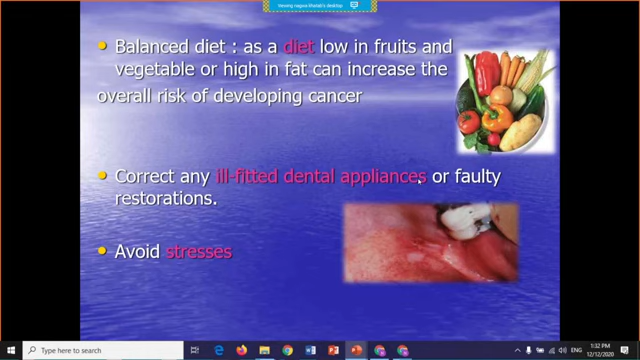 Viewing nagwa khattab's desktop
• Balanced diet : as a diet low in fruits and
vegetable or high in fat can increase the
overall risk of developing cancer
• Correct any ill-fitted dental appliances or faulty
restorations.
• Avoid stresses
Type here to search
ENG
1:32 PM
12/12/2020